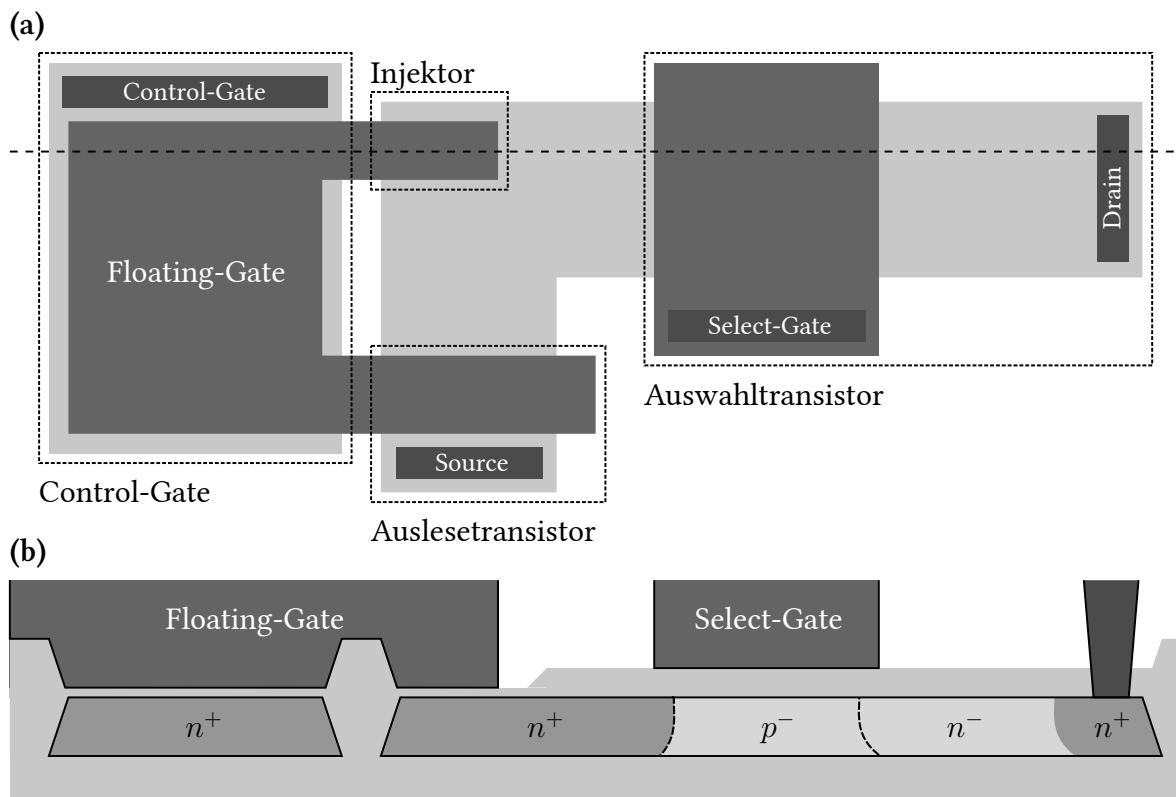 (a)
Control-Gate
Injektor
Drain
Floating-Gate
Select-Gate
Auswahltransistor
Source
Control-Gate
Auslesetransistor
(b)
Floating-Gate
Select-Gate
n⁺
n⁺
p⁻
n⁻
n⁺